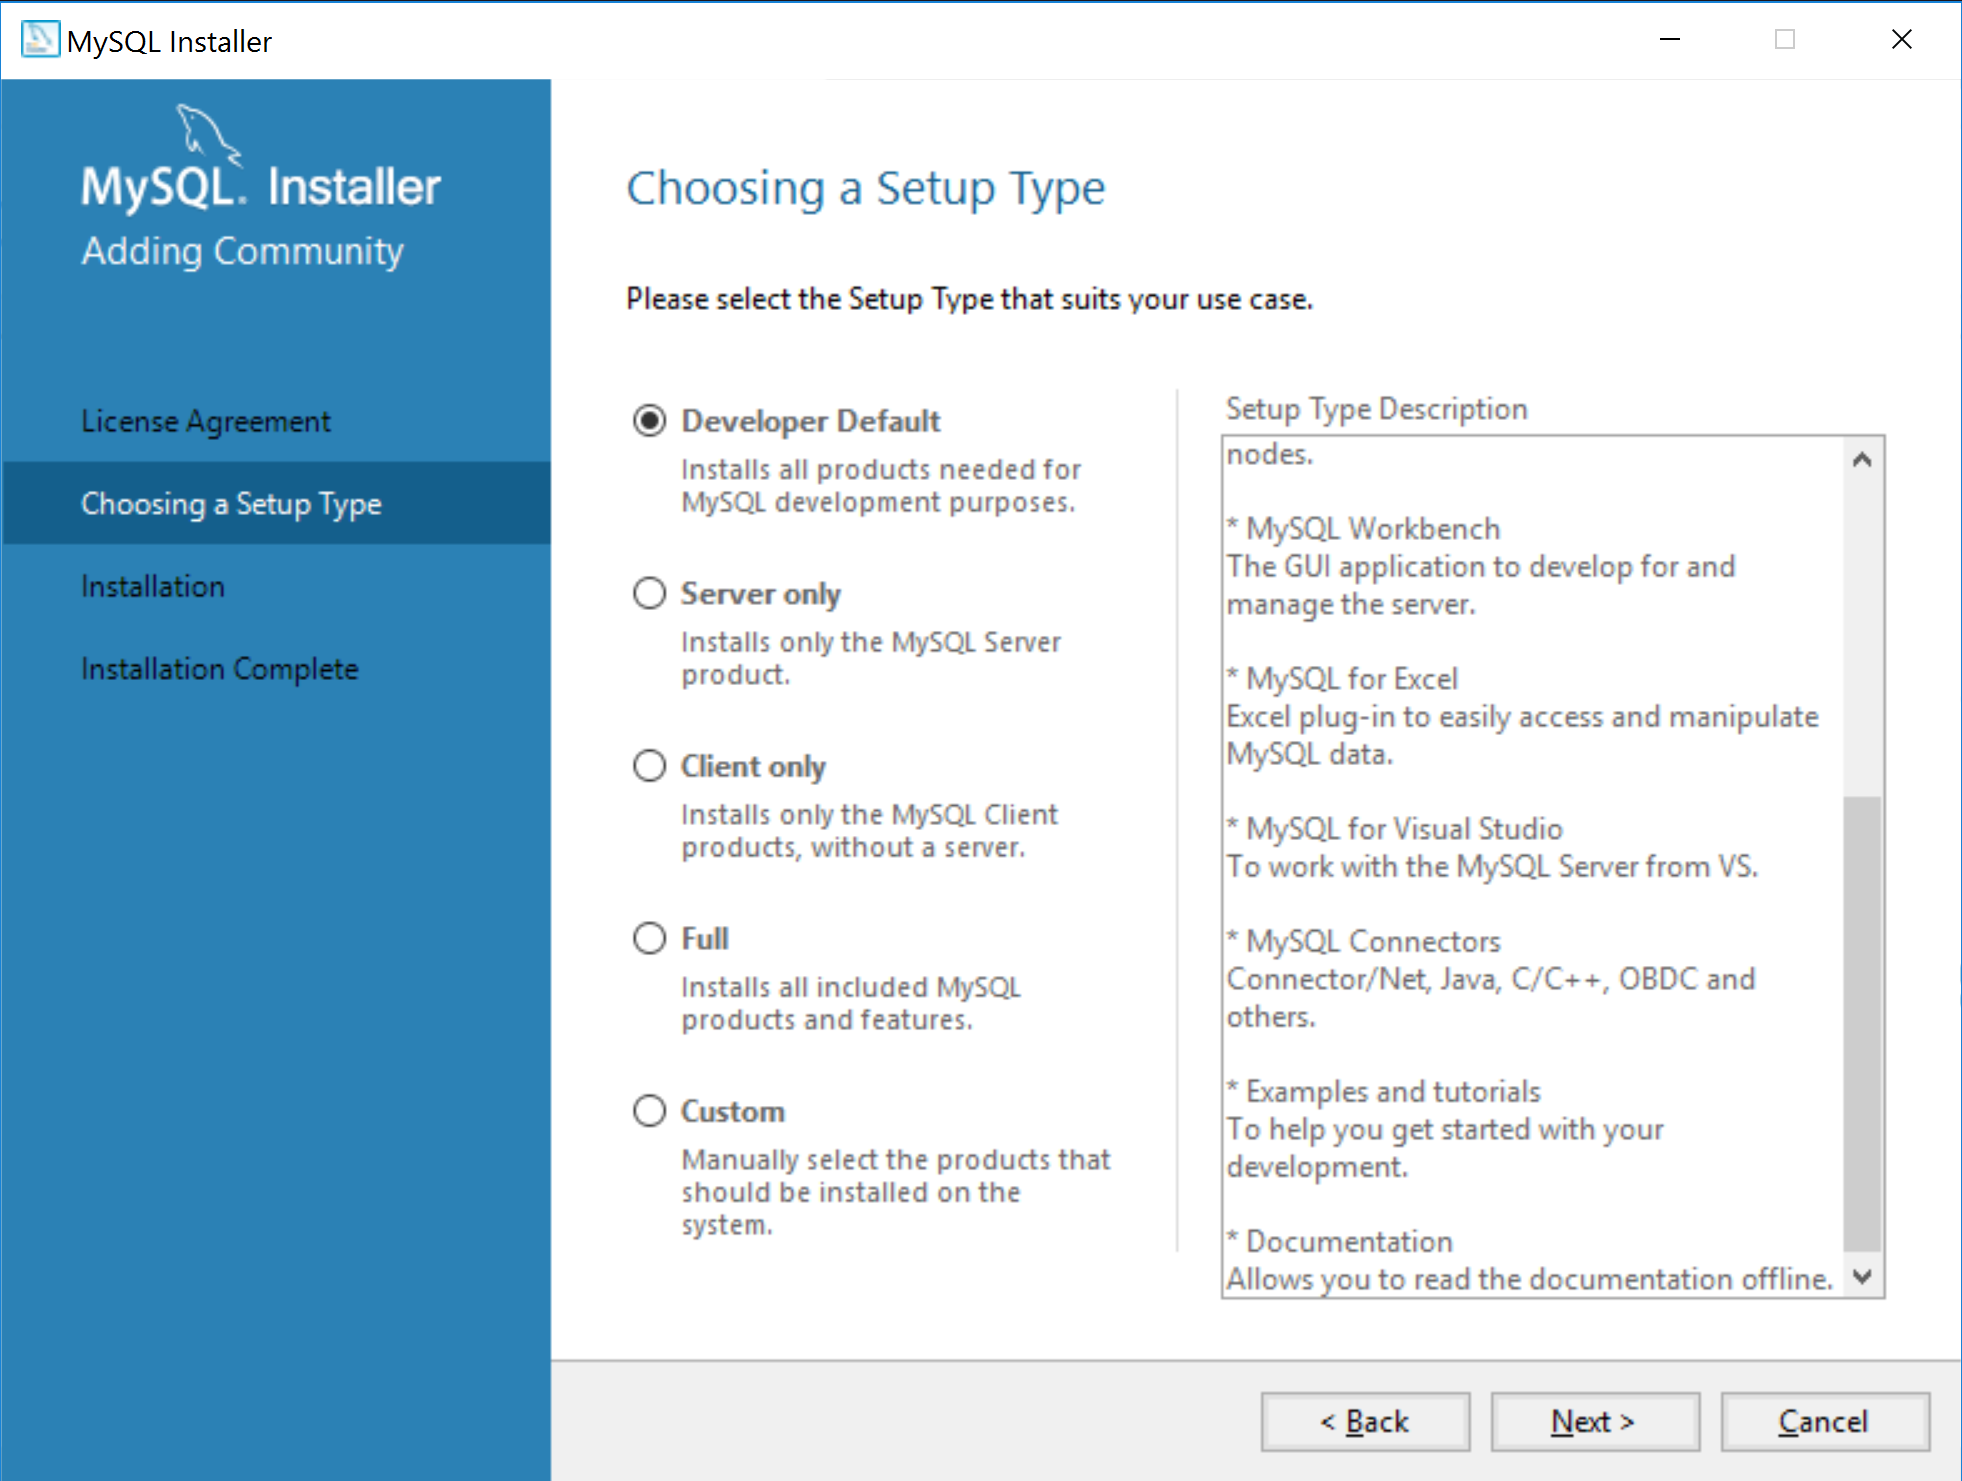 MySQL Installer
MySQL. Installer
Adding Community
License Agreement
Choosing a Setup Type
Installation
Installation Complete
Choosing a Setup Type
Please select the Setup Type that suits your use case.
Developer Default
Installs all products needed for
MySQL development purposes.
Server only
Installs only the MySQL Server
product.
Client only
Installs only the MySQL Client
products, without a server.
Full
Installs all included MySQL
products and features.
Custom
Manually select the products that
should be installed on the
system.
Setup Type Description
nodes.
* MySQL Workbench
The GUI application to develop for and
manage the server.
* MySQL for Excel
Excel plug-in to easily access and manipulate
MySQL data.
* MySQL for Visual Studio
To work with the MySQL Server from VS.
* MySQL Connectors
Connector/Net, Java, C/C++, OBDC and
others.
* Examples and tutorials
To help you get started with your
development.
* Documentation
Allows you to read the documentation offline.
< Back
Next >
Cancel